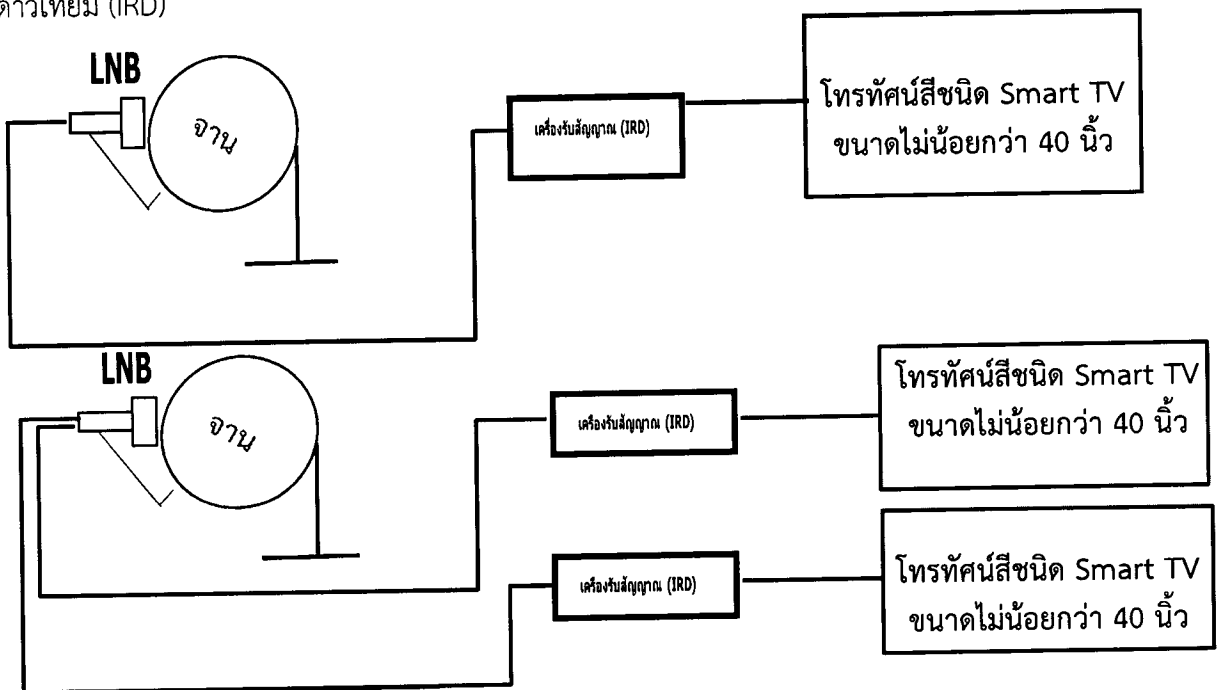 ดาวเทียม (IRD)
LNB
จาน
เครื่องรับสัญญาณ (IRD)
โทรทัศน์สีชนิด Smart TV
ขนาดไม่น้อยกว่า 40 นิ้ว
LNB
จาน
เครื่องรับสัญญาณ (IRD)
โทรทัศน์สีชนิด Smart TV
ขนาดไม่น้อยกว่า 40 นิ้ว
เครื่องรับสัญญาณ (IRD)
โทรทัศน์สีชนิด Smart TV
ขนาดไม่น้อยกว่า 40 นิ้ว